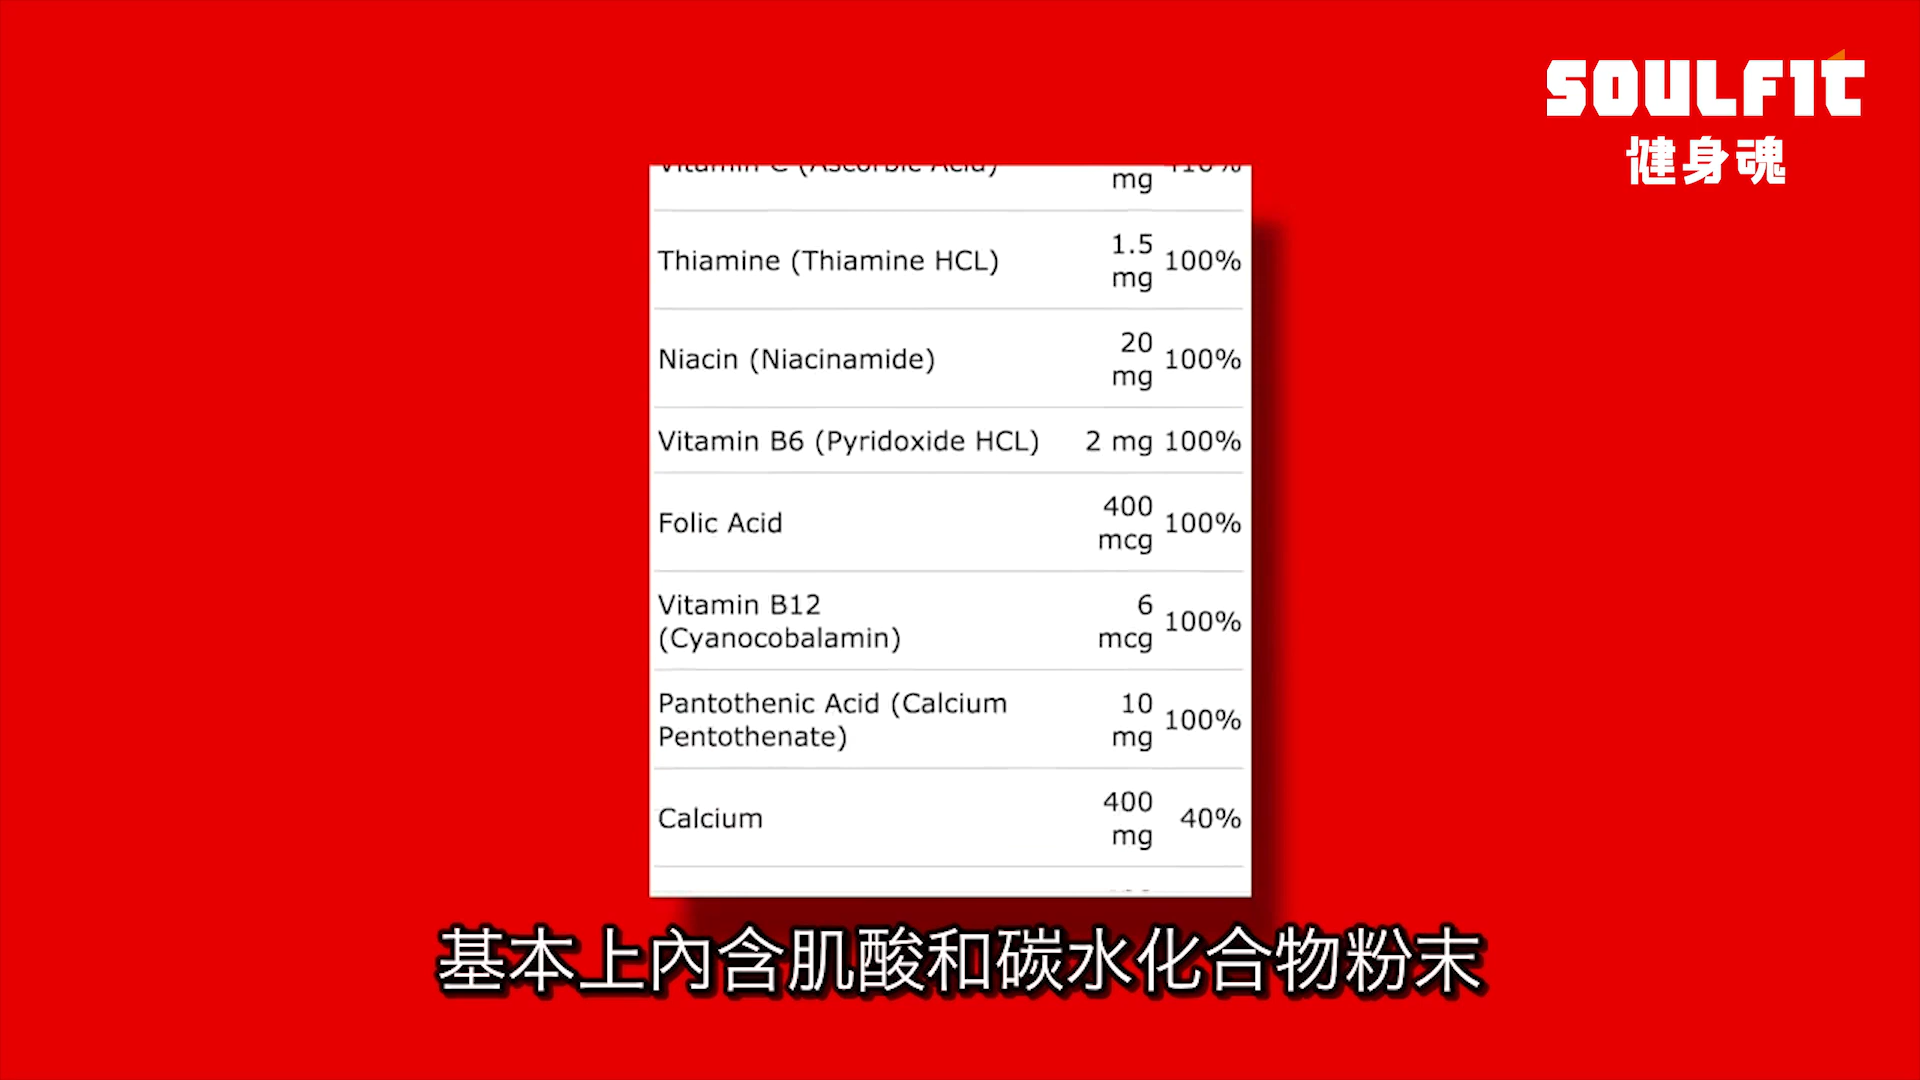 SOULFIT
健身魂
Vitamin C (Ascorbic Acid)
mg
Thiamine (Thiamine HCL) 1.5 mg 100%
Niacin (Niacinamide) 20 mg 100%
Vitamin B6 (Pyridoxide HCL) 2 mg 100%
Folic Acid 400 mcg 100%
Vitamin B12 (Cyanocobalamin) 6 mcg 100%
Pantothenic Acid (Calcium Pentothenate) 10 mg 100%
Calcium 400 mg 40%
基本上內含肌酸和碳水化合物粉末